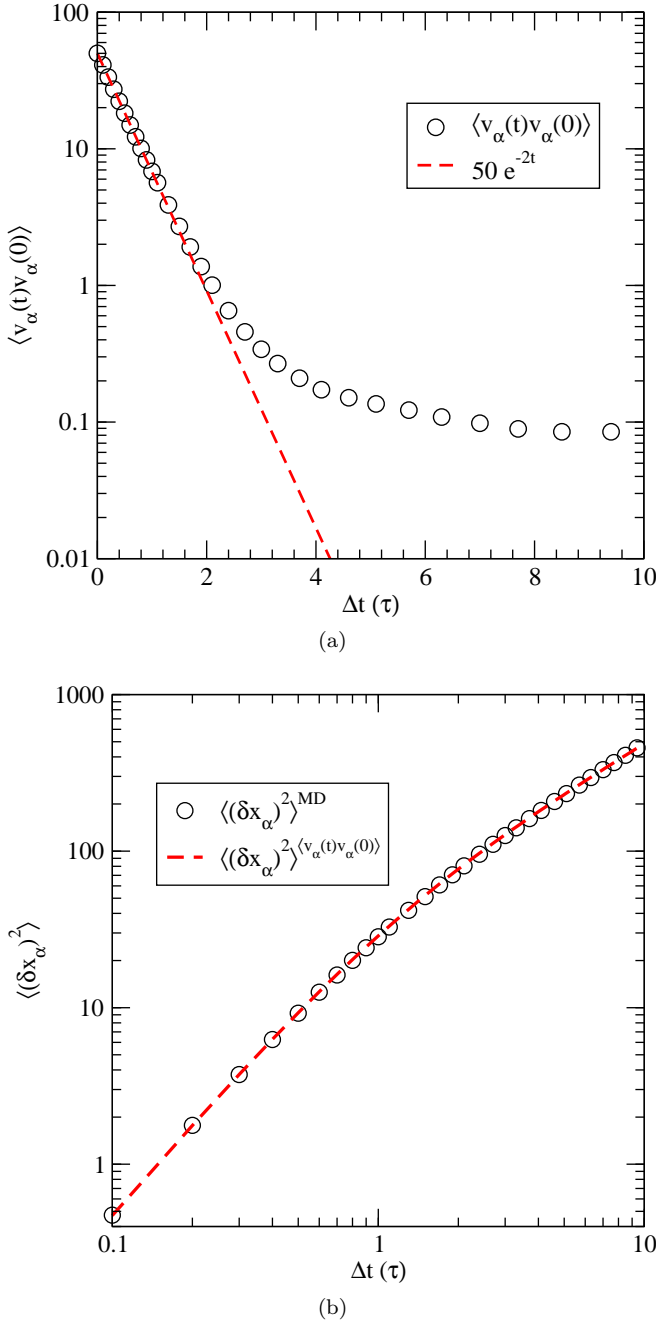 100
10
1
0.1
0.01
⟨v_α(t)v_α(0)⟩
⟨v_α(t)v_α(0)⟩
50 e^{-2t}
0 2 4 6 8 10
Δt (τ)
(a)
1000
100
10
1
⟨(δx_α)^2⟩
⟨(δx_α)^2⟩^{MD}
⟨(δx_α)^2⟩^{⟨v_α(t)v_α(0)⟩}
0.1 1 10
Δt (τ)
(b)